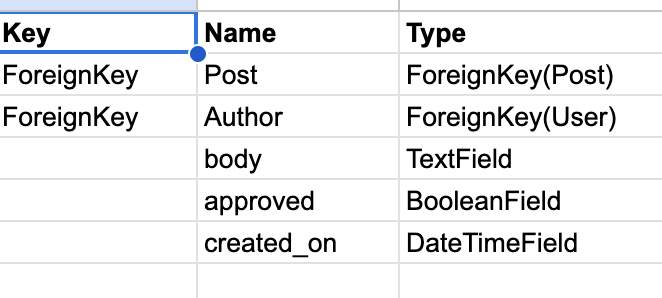 Key Name Type
ForeignKey Post ForeignKey(Post)
ForeignKey Author ForeignKey(User)
body TextField
approved BooleanField
created_on DateTimeField